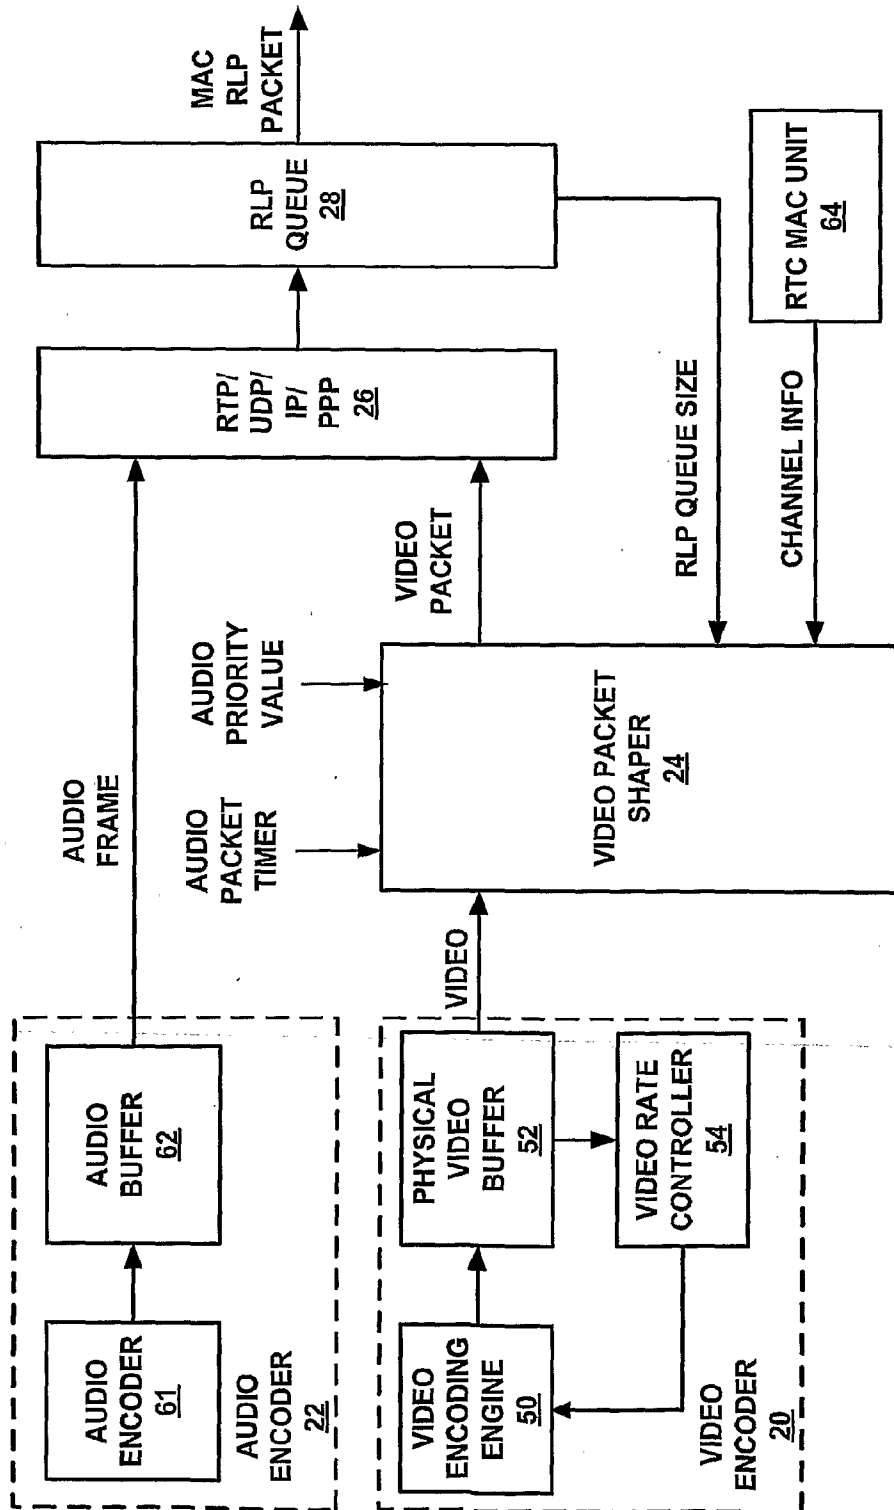 AUDIO
ENCODER
61
AUDIO
BUFFER
62
AUDIO
ENCODER
22
AUDIO
FRAME
VIDEO
ENCODING
ENGINE
50
PHYSICAL
VIDEO
BUFFER
52
VIDEO RATE
CONTROLLER
54
VIDEO
ENCODER
20
VIDEO
AUDIO
PACKET
TIMER
AUDIO
PRIORITY
VALUE
VIDEO PACKET
SHAPER
24
VIDEO
PACKET
RTP/
UDP/
IP/
PPP
26
RLP
QUEUE
28
MAC
RLP
PACKET
RLP QUEUE SIZE
CHANNEL INFO
RTC MAC UNIT
64